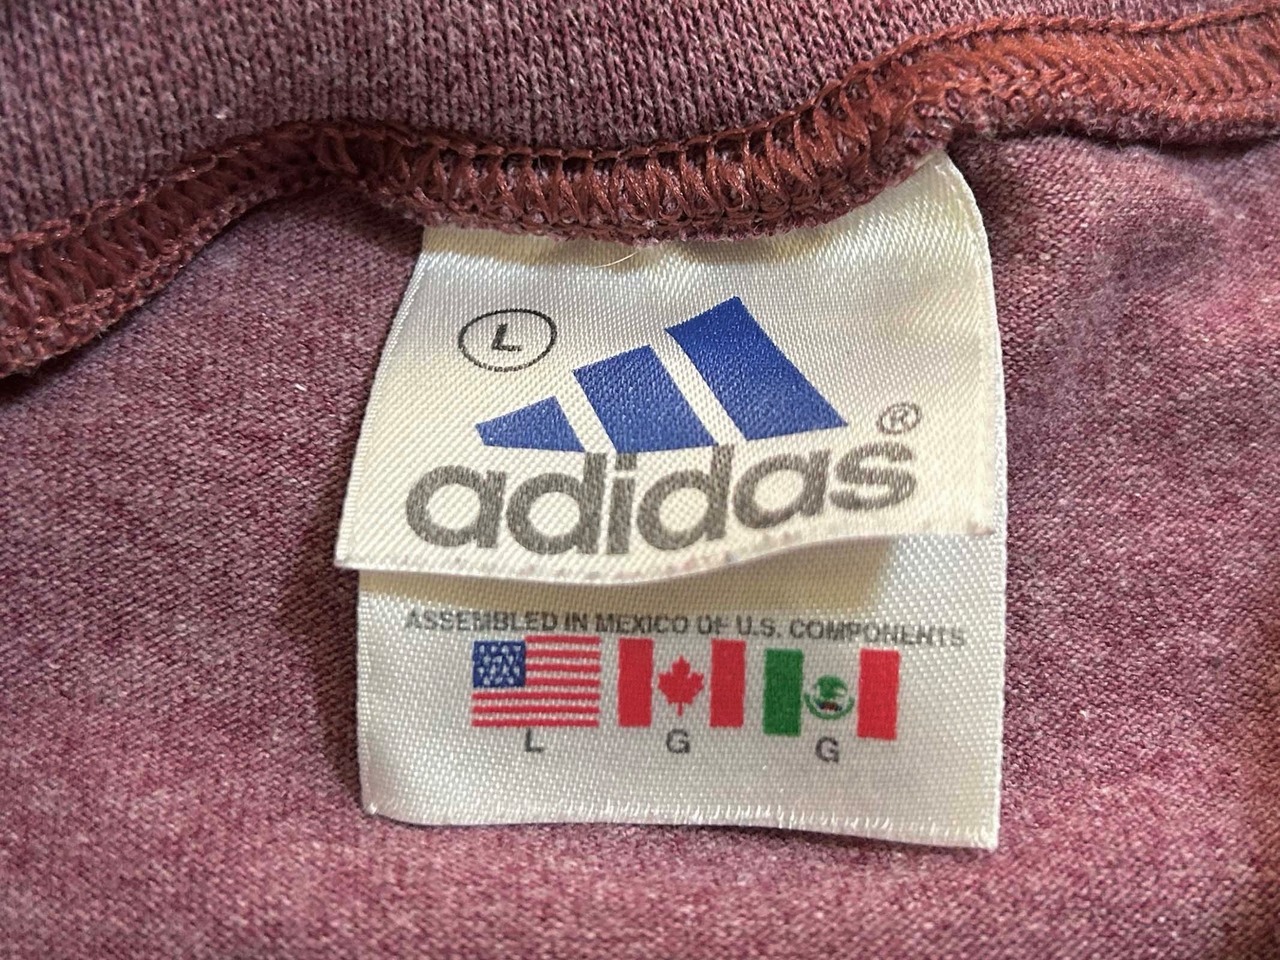 L
adidas®
ASSEMBLED IN MEXICO OF U.S. COMPONENTS
L G G